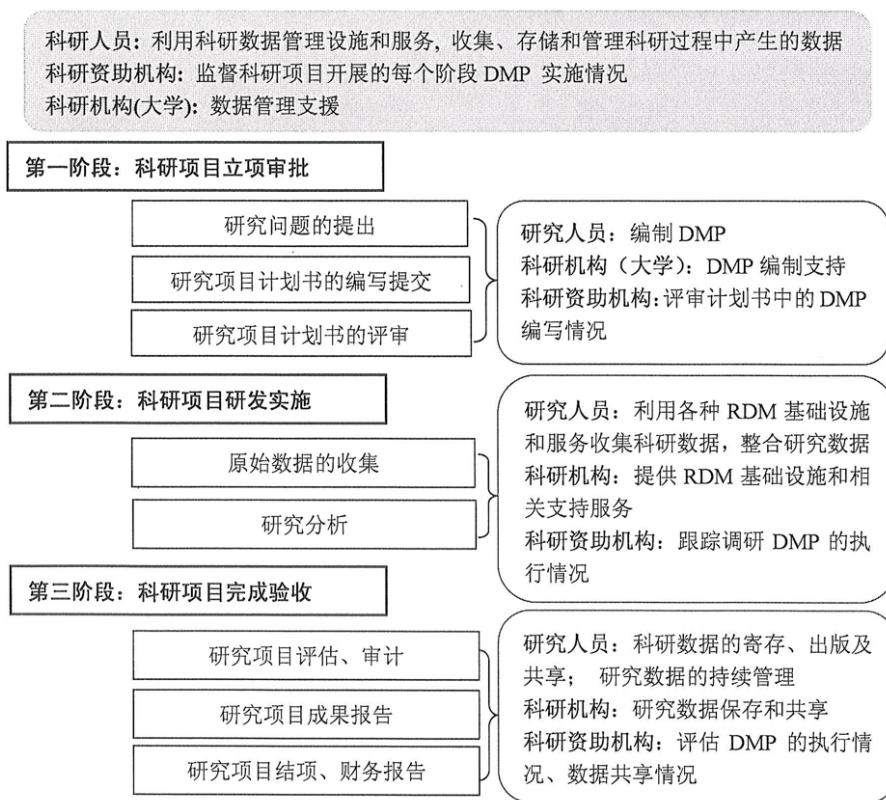 科研人员: 利用科研数据管理设施和服务, 收集、存储和管理科研过程中产生的数据
科研资助机构: 监督科研项目开展的每个阶段 DMP 实施情况
科研机构(大学): 数据管理支援
第一阶段：科研项目立项审批
研究问题的提出
研究项目计划书的编写提交
研究项目计划书的评审
研究人员：编制 DMP
科研机构（大学）：DMP 编制支持
科研资助机构:评审计划书中的 DMP
编写情况
第二阶段：科研项目研发实施
原始数据的收集
研究分析
研究人员：利用各种 RDM 基础设施
和服务收集科研数据，整合研究数据
科研机构：提供 RDM 基础设施和相
关支持服务
科研资助机构：跟踪调研 DMP 的执
行情况
第三阶段：科研项目完成验收
研究项目评估、审计
研究项目成果报告
研究项目结项、财务报告
研究人员：科研数据的寄存、出版及
共享； 研究数据的持续管理
科研机构：研究数据保存和共享
科研资助机构：评估 DMP 的执行情
况、数据共享情况